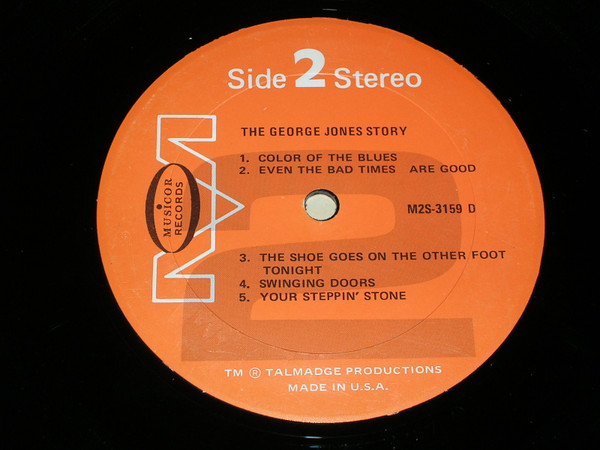 Side 2 Stereo
THE GEORGE JONES STORY
1. COLOR OF THE BLUES
2. EVEN THE BAD TIMES ARE GOOD
MUSICOR
RECORDS
M2S-3159 D
2
3. THE SHOE GOES ON THE OTHER FOOT
TONIGHT
4. SWINGING DOORS
5. YOUR STEPPIN' STONE
TM ® TALMADGE PRODUCTIONS
MADE IN U.S.A.